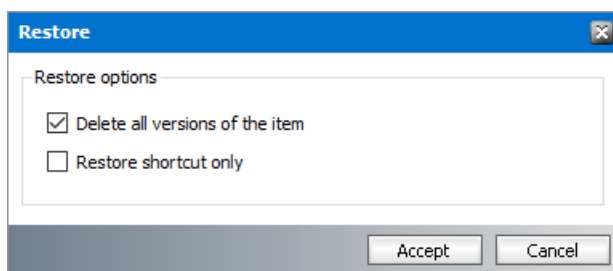 Restore
Restore options
Delete all versions of the item
Restore shortcut only
Accept Cancel